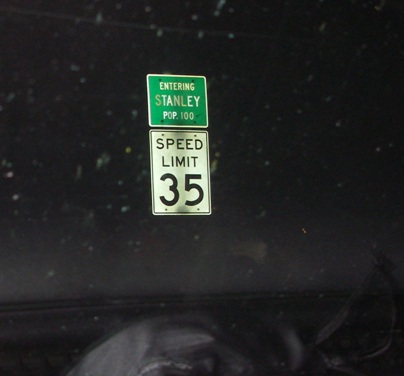 ENTERING
STANLEY
POP. 100
SPEED
LIMIT
35